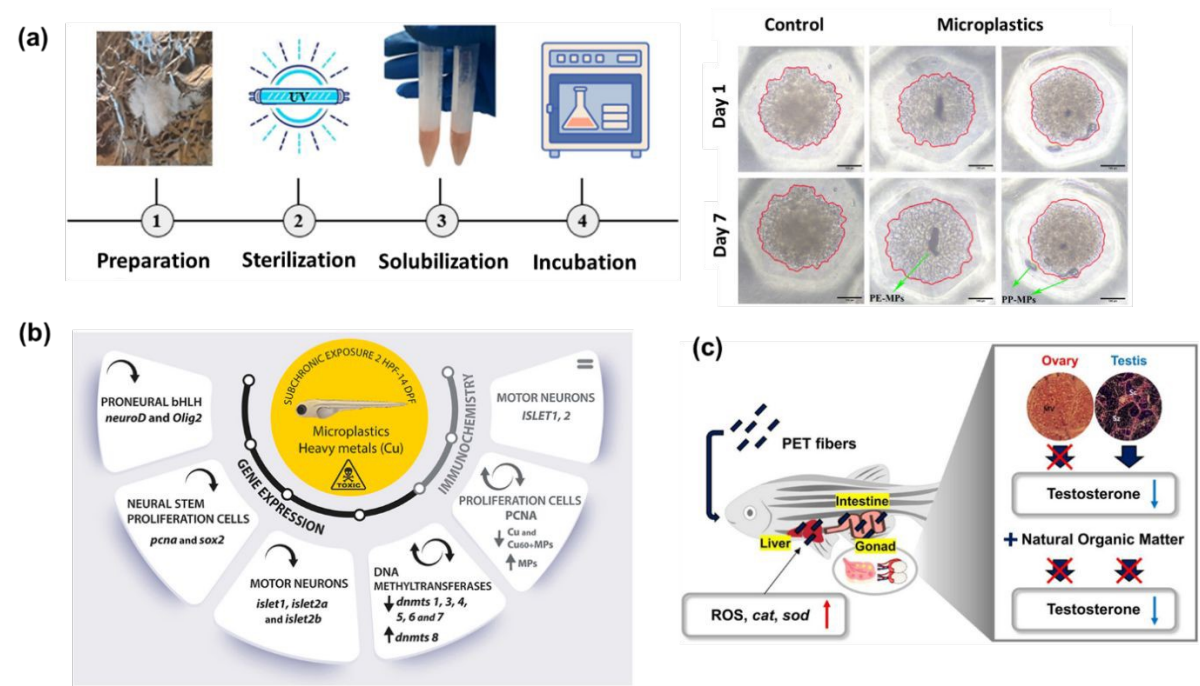 (a)
UV
1
2
3
4
Preparation
Sterilization
Solubilization
Incubation
Control
Microplastics
Day 1
Day 7
PE-MPs
PP-MPs
(b)
SUBCHRONIC EXPOSURE 2 HPF-14 DPF
Microplastics
Heavy metals (Cu)
TOXIC
GENE EXPRESSION
IMMUNOCHEMISTRY
PRONEURAL bHLH
neuroD and Olig2
NEURAL STEM
PROLIFERATION CELLS
pcna and sox2
MOTOR NEURONS
islet1, islet2a
and islet2b
DNA
METHYLTRANSFERASES
dnmts 1, 3, 4,
5, 6 and 7
dnmts 8
PROLIFERATION CELLS
PCNA
Cu and
Cu60+MPs
MPs
MOTOR NEURONS
ISLET1, 2
(c)
PET fibers
Intestine
Liver
Gonad
ROS, cat, sod
Ovary Testis
MV
Testosterone
+ Natural Organic Matter
Testosterone